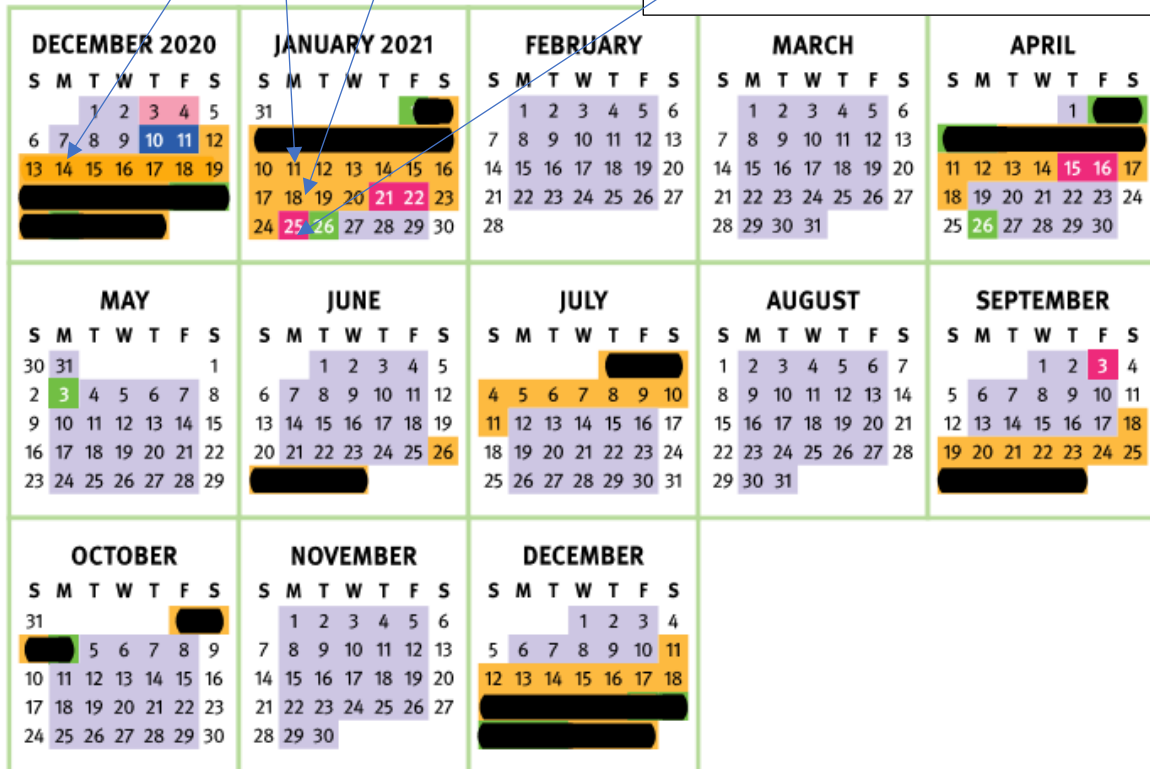 DECEMBER 2020
S M T W T F S
1 2 3 4 5
6 7 8 9 10 11 12
13 14 15 16 17 18 19
JANUARY 2021
S M T W T F S
31
10 11 12 13 14 15 16
17 18 19 20 21 22 23
24 25 26 27 28 29 30
FEBRUARY
S M T W T F S
1 2 3 4 5 6
7 8 9 10 11 12 13
14 15 16 17 18 19 20
21 22 23 24 25 26 27
28
MARCH
S M T W T F S
1 2 3 4 5 6
7 8 9 10 11 12 13
14 15 16 17 18 19 20
21 22 23 24 25 26 27
28 29 30 31
APRIL
S M T W T F S
1
11 12 13 14 15 16 17
18 19 20 21 22 23 24
25 26 27 28 29 30
MAY
S M T W T F S
30 31 1
2 3 4 5 6 7 8
9 10 11 12 13 14 15
16 17 18 19 20 21 22
23 24 25 26 27 28 29
JUNE
S M T W T F S
1 2 3 4 5
6 7 8 9 10 11 12
13 14 15 16 17 18 19
20 21 22 23 24 25 26
JULY
S M T W T F S
4 5 6 7 8 9 10
11 12 13 14 15 16 17
18 19 20 21 22 23 24
25 26 27 28 29 30 31
AUGUST
S M T W T F S
1 2 3 4 5 6 7
8 9 10 11 12 13 14
15 16 17 18 19 20 21
22 23 24 25 26 27 28
29 30 31
SEPTEMBER
S M T W T F S
1 2 3 4
5 6 7 8 9 10 11
12 13 14 15 16 17 18
19 20 21 22 23 24 25
OCTOBER
S M T W T F S
31
5 6 7 8 9
10 11 12 13 14 15 16
17 18 19 20 21 22 23
24 25 26 27 28 29 30
NOVEMBER
S M T W T F S
1 2 3 4 5 6
7 8 9 10 11 12 13
14 15 16 17 18 19 20
21 22 23 24 25 26 27
28 29 30
DECEMBER
S M T W T F S
1 2 3 4
5 6 7 8 9 10 11
12 13 14 15 16 17 18